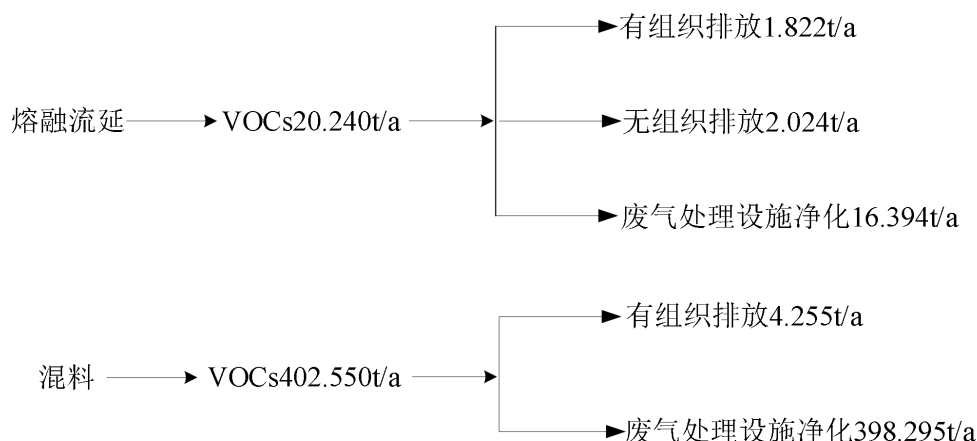 有组织排放1.822t/a
熔融流延
VOCs20.240t/a
无组织排放2.024t/a
废气处理设施净化16.394t/a
有组织排放4.255t/a
混料
VOCs402.550t/a
废气处理设施净化398.295t/a